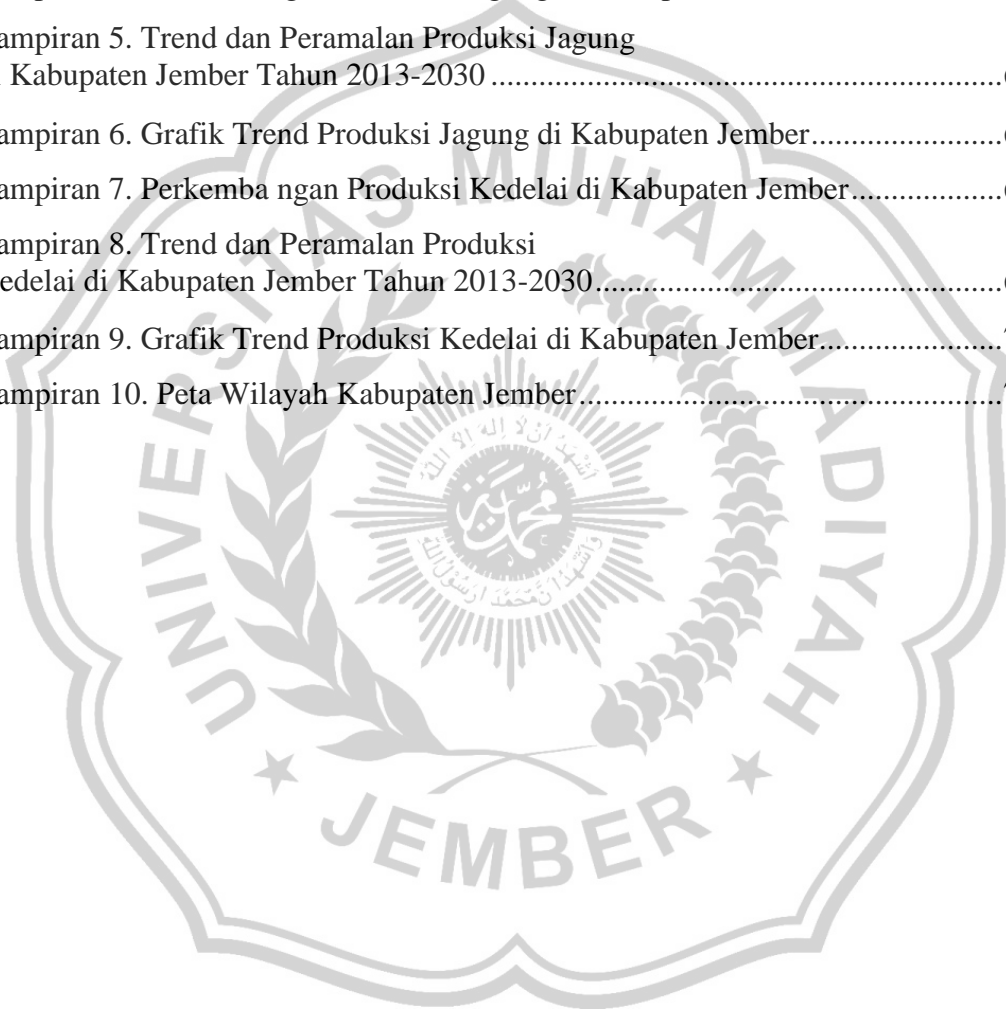 ampiran 5. Trend dan Peramalan Produksi Jagung
Kabupaten Jember Tahun 2013-2030
ampiran 6. Grafik Trend Produksi Jagung di Kabupaten Jember
ampiran 7. Perkemba ngan Produksi Kedelai di Kabupaten Jember
ampiran 8. Trend dan Peramalan Produksi
edelai di Kabupaten Jember Tahun 2013-2030
ampiran 9. Grafik Trend Produksi Kedelai di Kabupaten Jember
ampiran 10. Peta Wilayah Kabupaten Jember
UNIVERSITAS MUHAMMADIYAH
JEMBER